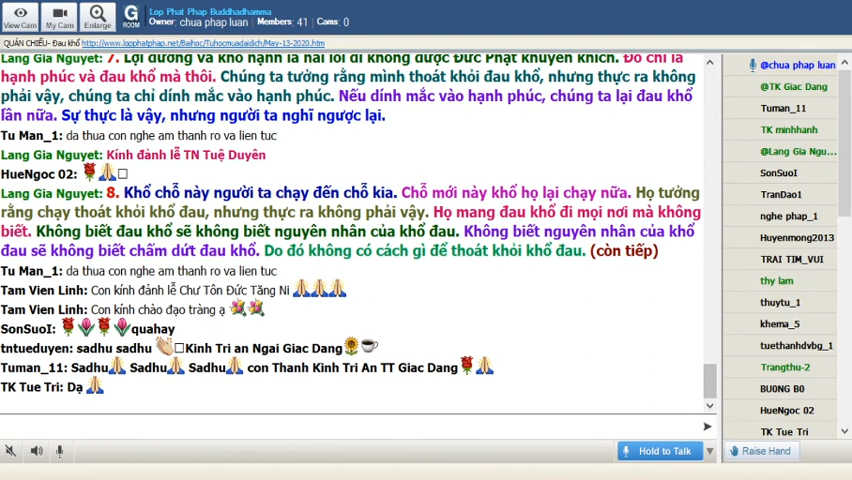 View Cam
My Cam
Enlarge
G
ROOM
Lop Phat Phap Buddhadhamma
Owner: chua phap luan Members: 41 Cams: 0
QUÁN CHIẾU- Đau khổ http://www.lopphatphap.net/Baihoc/Tuhocmuadaidich/May-13-2020.htm
Lang Gia Nguyet: 7. Lợi dưỡng và khổ hạnh là hai lối đi không được Đức Phật khuyến khích. Đó chỉ là
hạnh phúc và đau khổ mà thôi. Chúng ta tưởng rằng mình thoát khỏi đau khổ, nhưng thực ra không
phải vậy, chúng ta chỉ dính mắc vào hạnh phúc. Nếu dính mắc vào hạnh phúc, chúng ta lại đau khổ
lần nữa. Sự thực là vậy, nhưng người ta nghĩ ngược lại.
Tu Man_1: da thua con nghe am thanh ro va lien tuc
Lang Gia Nguyet: Kính đảnh lễ TN Tuệ Duyên
HueNgoc 02: 🌹🙏□
Lang Gia Nguyet: 8. Khổ chỗ này người ta chạy đến chỗ kia. Chỗ mới này khổ họ lại chạy nữa. Họ tưởng
rằng chạy thoát khỏi khổ đau, nhưng thực ra không phải vậy. Họ mang đau khổ đi mọi nơi mà không
biết. Không biết đau khổ sẽ không biết nguyên nhân của khổ đau. Không biết nguyên nhân của khổ
đau sẽ không biết chấm dứt đau khổ. Do đó không có cách gì để thoát khỏi khổ đau. (còn tiếp)
Tu Man_1: da thua con nghe am thanh ro va lien tuc
Tam Vien Linh: Con kính đảnh lễ Chư Tôn Đức Tăng Ni 🙏🙏🙏
Tam Vien Linh: Con kính chào đạo tràng ạ 💐💐
SonSuoI: 🌹🌷🌹🌷quahay
tntueduyen: sadhu sadhu 👏□Kinh Tri an Ngai Giac Dang🌻☕
Tuman_11: Sadhu🙏 Sadhu🙏 Sadhu🙏 con Thanh Kinh Tri An TT Giac Dang🌹🙏
TK Tue Tri: Dạ🙏
Hold to Talk
@chua phap luan
@TK Giac Dang
Tuman_11
TK minhhanh
@Lang Gia Ngu...
SonSuoI
TranDao1
nghe phap_1
Huyenmong2013
TRAI TIM_VUI
thy lam
thuytu_1
khema_5
tuethanhdvbg_1
Trangthu-2
BU0NG B0
HueNgoc 02
TK Tue Tri
Raise Hand